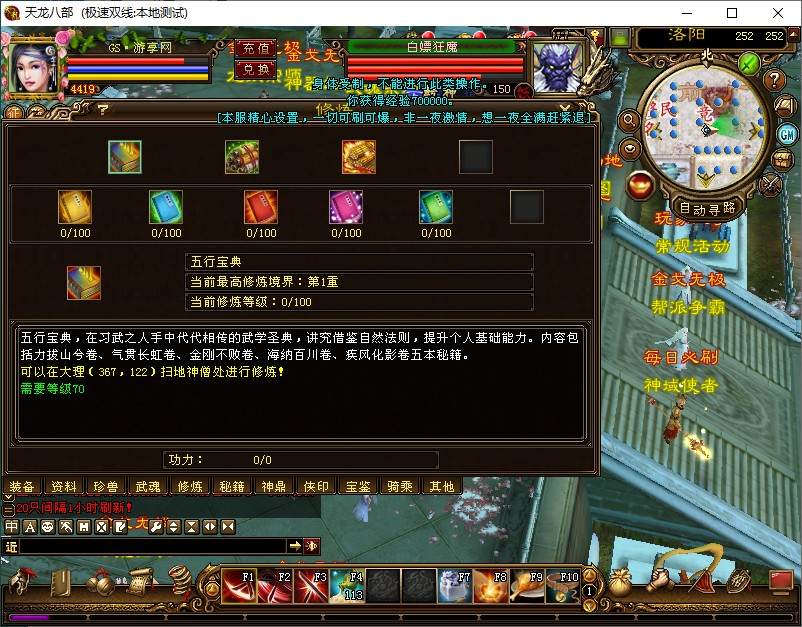 天龙八部 (极速双线:本地测试)
GS·游享网
4419
充值
兑换
白嫖狂魔
150
洛阳
252 252
北
GM
身体受制，不能进行此类操作。
你获得经验700000。
[本服精心设置，一切可刷可爆，非一夜激情，想一夜全满赶紧退]
自动寻路
常规活动
金戈无极
帮派争霸
每日必刷
神域使者
0/100
0/100
0/100
0/100
0/100
五行宝典
当前最高修炼境界：第1重
当前修炼等级：0/100
五行宝典，在习武之人手中代代相传的武学圣典，讲究借鉴自然法则，提升个人基础能力。内容包
括力拔山兮卷、气贯长虹卷、金刚不败卷、海纳百川卷、疾风化影卷五本秘籍。
可以在大理（367，122）扫地神僧处进行修炼！
需要等级70
功力： 0/0
装备 资料 珍兽 武魂 修炼 秘籍 神鼎 侠印 宝鉴 骑乘 其他
20只间隔1小时刷新！
中 A
近
F1 F2 F3 F4 F7 F8 F9 F10
113
1